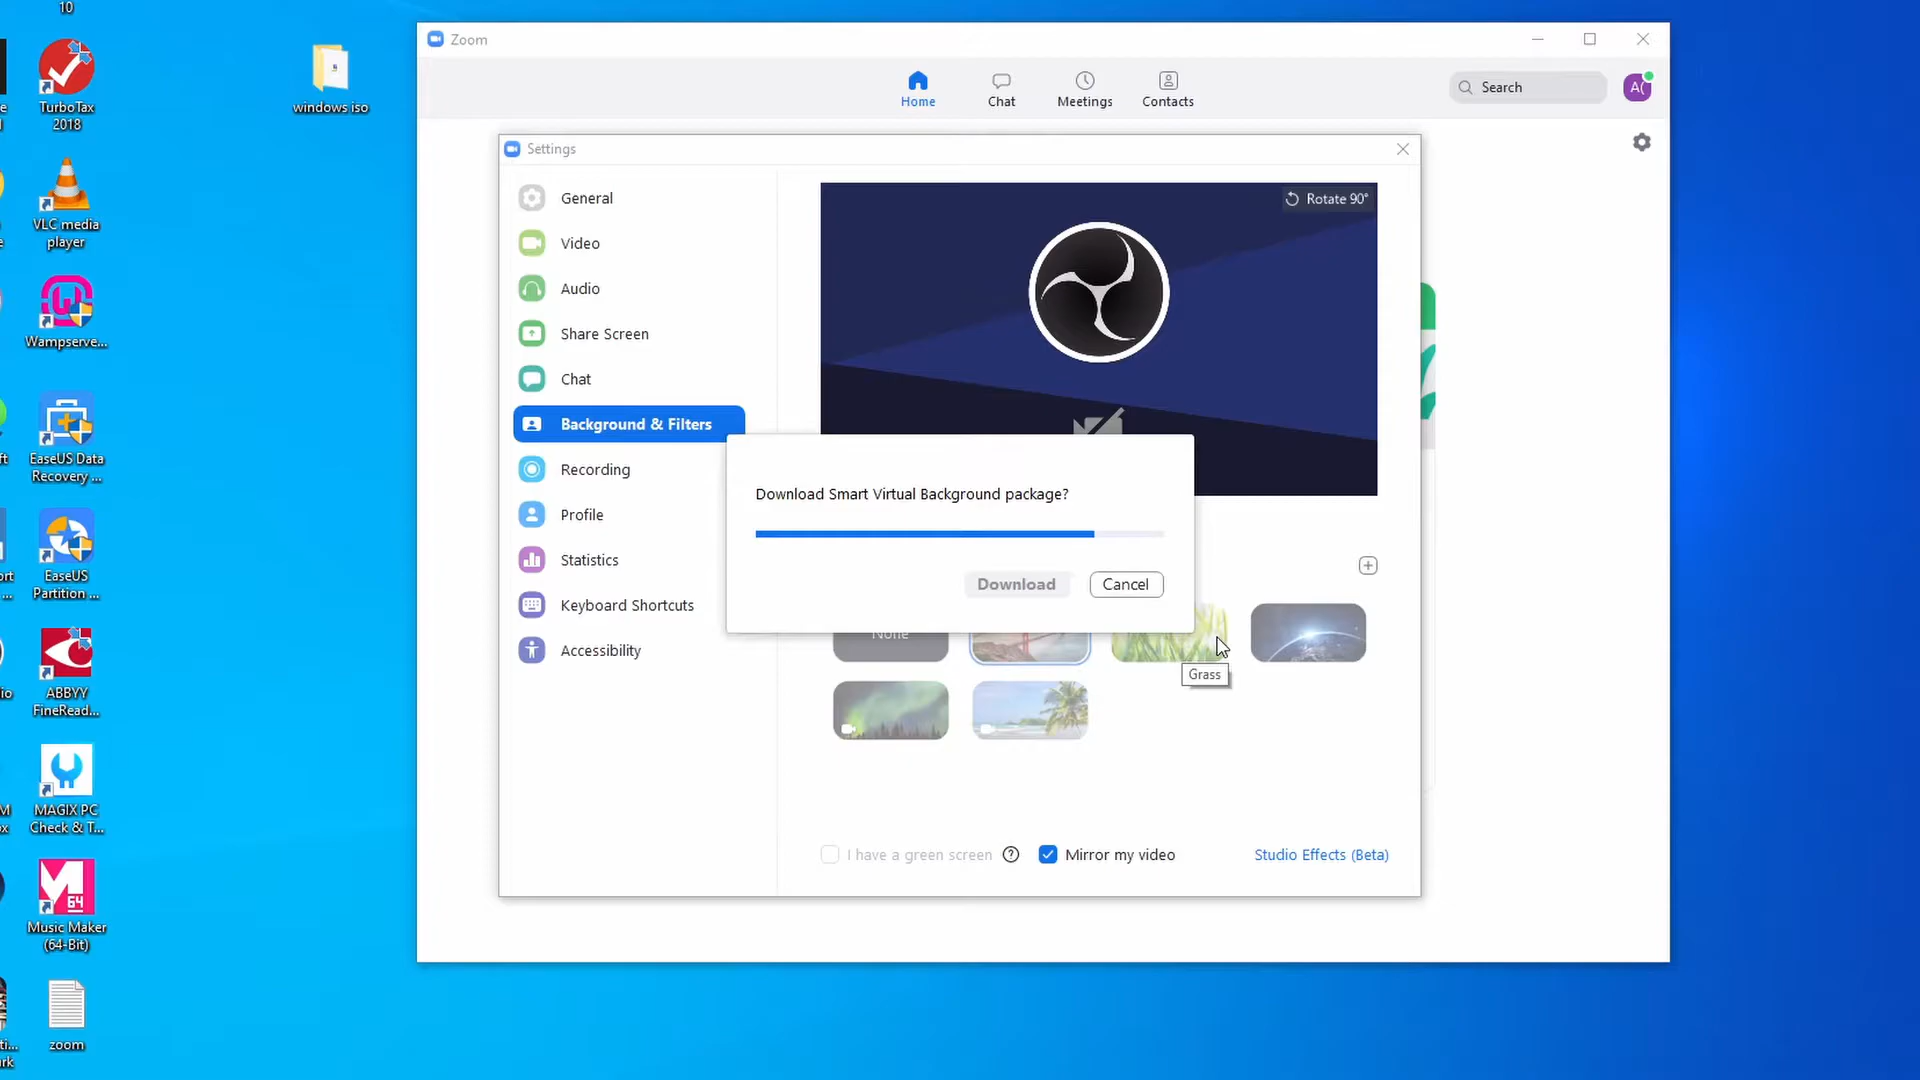 10
TurboTax
2018
windows iso
VLC media
player
Wampserve...
EaseUS Data
Recovery ...
EaseUS
Partition ...
ABBYY
FineRead...
MAGIX PC
Check & T...
64
Music Maker
(64-Bit)
zoom
Zoom
Home
Chat
Meetings
Contacts
Search
A(
Settings
General
Video
Audio
Share Screen
Chat
Background & Filters
Recording
Profile
Statistics
Keyboard Shortcuts
Accessibility
Rotate 90°
Download Smart Virtual Background package?
Download
Cancel
None
Grass
I have a green screen
Mirror my video
Studio Effects (Beta)